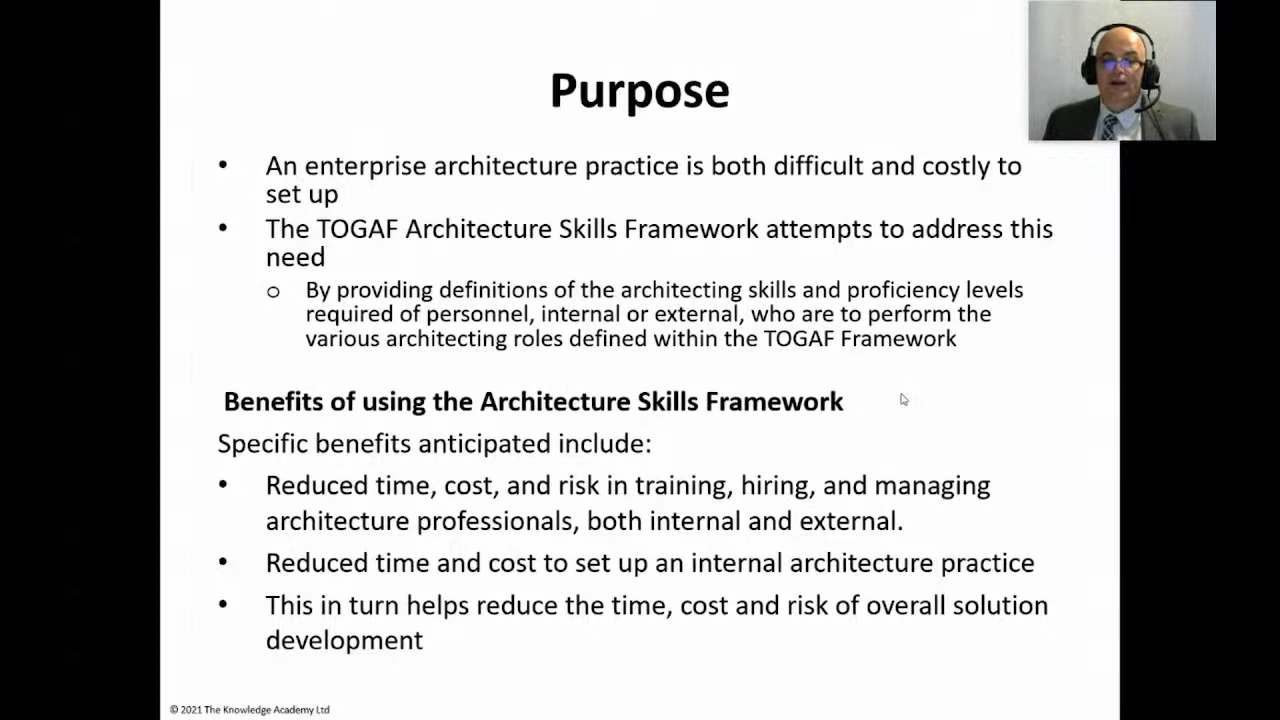 Purpose
• An enterprise architecture practice is both difficult and costly to
set up
• The TOGAF Architecture Skills Framework attempts to address this
need
o By providing definitions of the architecting skills and proficiency levels
required of personnel, internal or external, who are to perform the
various architecting roles defined within the TOGAF Framework
Benefits of using the Architecture Skills Framework
Specific benefits anticipated include:
• Reduced time, cost, and risk in training, hiring, and managing
architecture professionals, both internal and external.
• Reduced time and cost to set up an internal architecture practice
• This in turn helps reduce the time, cost and risk of overall solution
development
© 2021 The Knowledge Academy Ltd